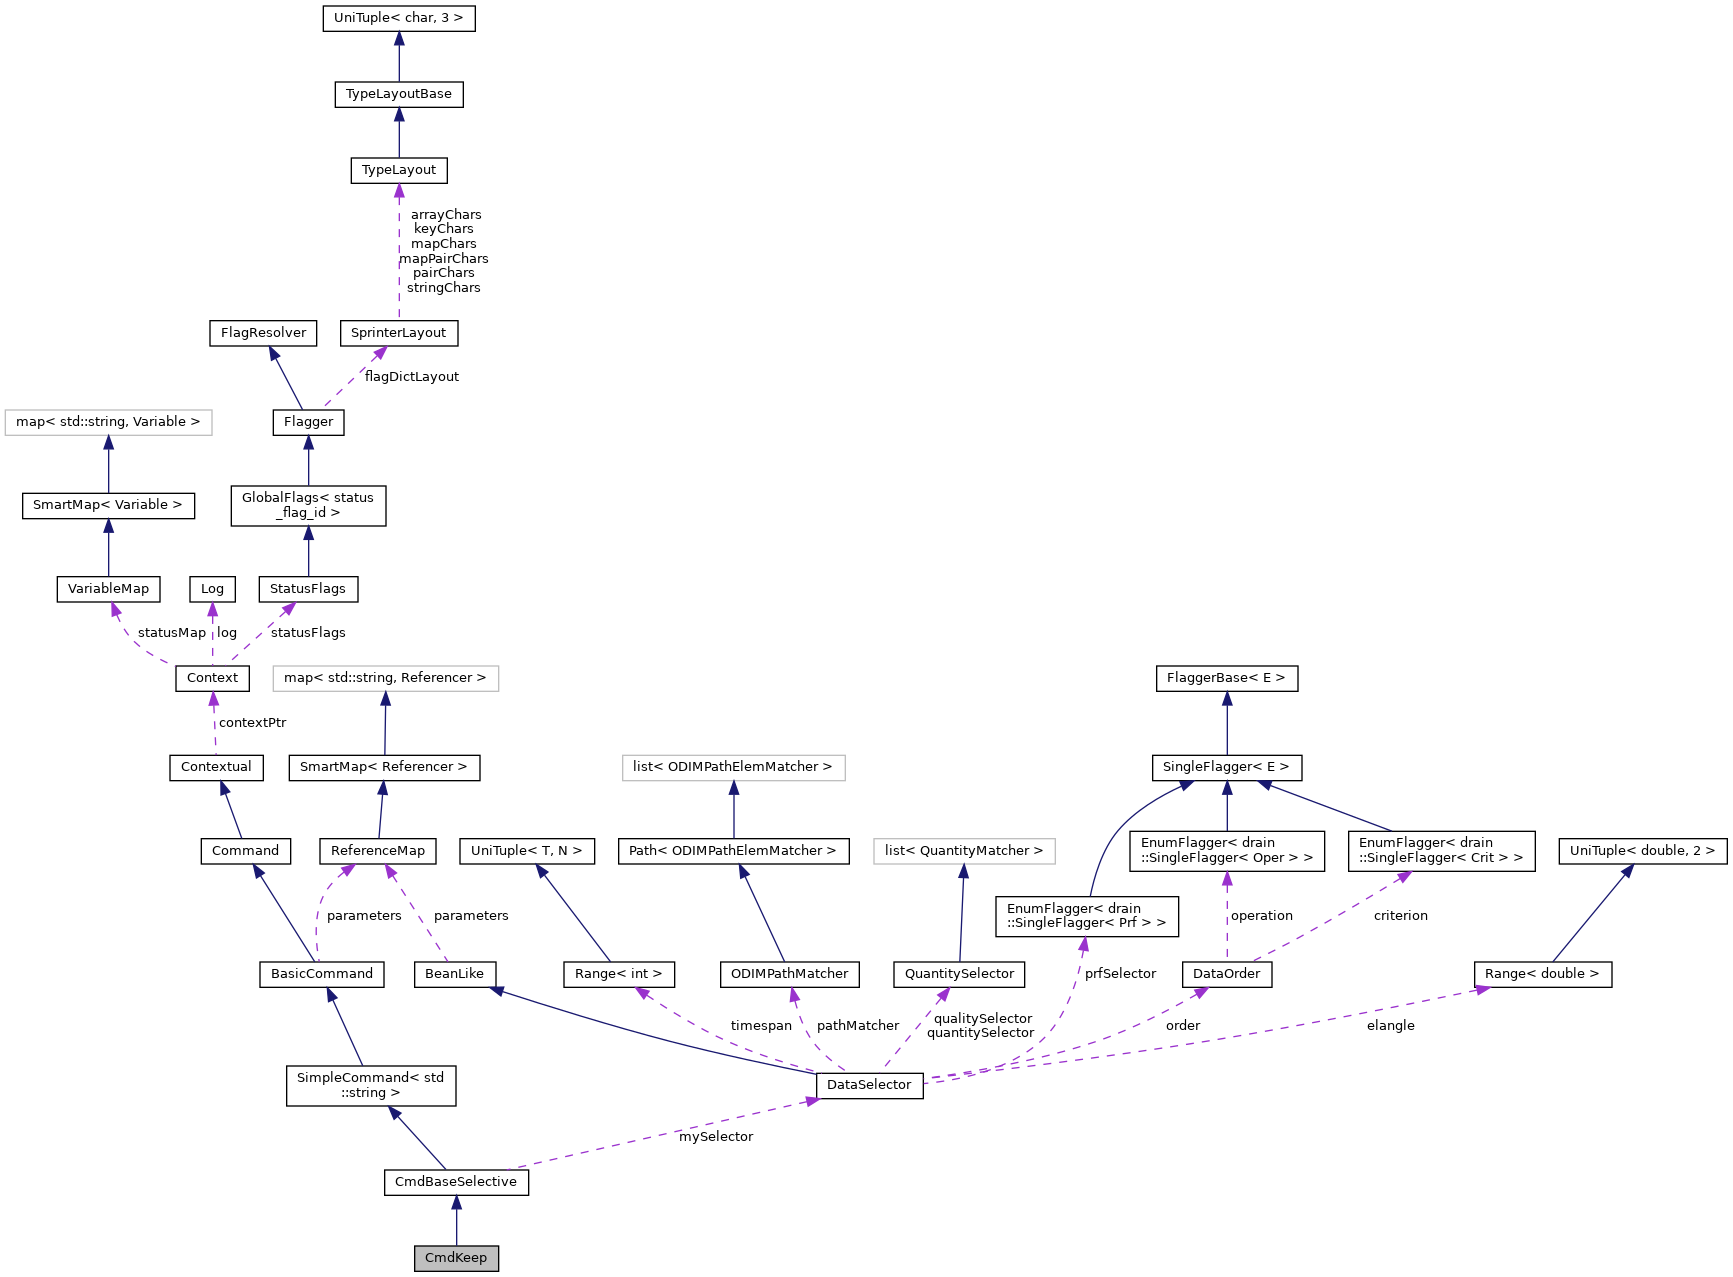 UniTuple< char, 3 >
TypeLayoutBase
TypeLayout
arrayChars
keyChars
mapChars
mapPairChars
pairChars
stringChars
FlagResolver
SprinterLayout
flagDictLayout
map< std::string, Variable >
Flagger
SmartMap< Variable >
GlobalFlags< status
_flag_id >
VariableMap
Log
StatusFlags
statusMap
log
statusFlags
Context
map< std::string, Referencer >
FlaggerBase< E >
contextPtr
Contextual
SmartMap< Referencer >
list< ODIMPathElemMatcher >
SingleFlagger< E >
Command
ReferenceMap
UniTuple< T, N >
Path< ODIMPathElemMatcher >
list< QuantityMatcher >
EnumFlagger< drain
::SingleFlagger< Oper > >
EnumFlagger< drain
::SingleFlagger< Crit > >
UniTuple< double, 2 >
EnumFlagger< drain
::SingleFlagger< Prf > >
parameters
parameters
operation
criterion
BasicCommand
BeanLike
Range< int >
ODIMPathMatcher
QuantitySelector
prfSelector
DataOrder
Range< double >
timespan
pathMatcher
qualitySelector
quantitySelector
order
elangle
SimpleCommand< std
::string >
DataSelector
mySelector
CmdBaseSelective
CmdKeep